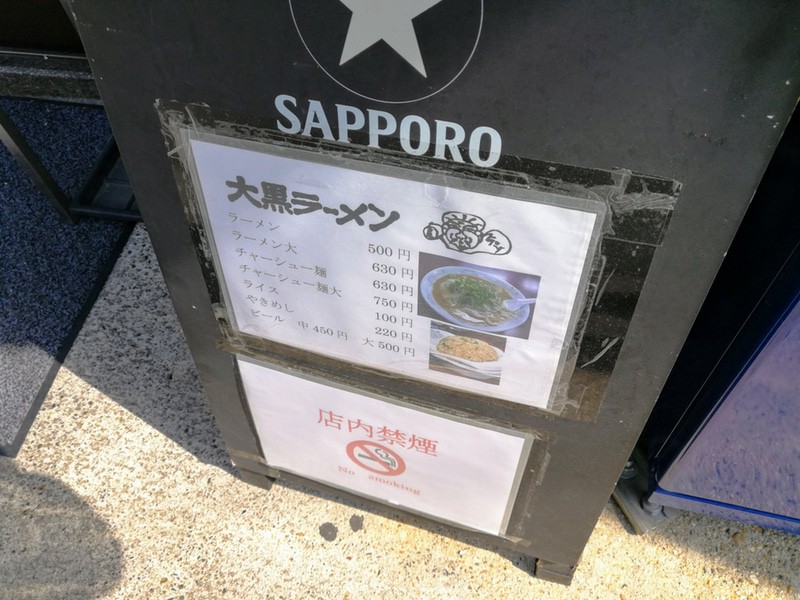 SAPPORO
大黒ラーメン
ラーメン 500円
ラーメン大 630円
チャーシュー麺 630円
チャーシュー麺大 750円
ライス 100円
やきめし 220円
ビール 中450円 大500円
店内禁煙
No smoking